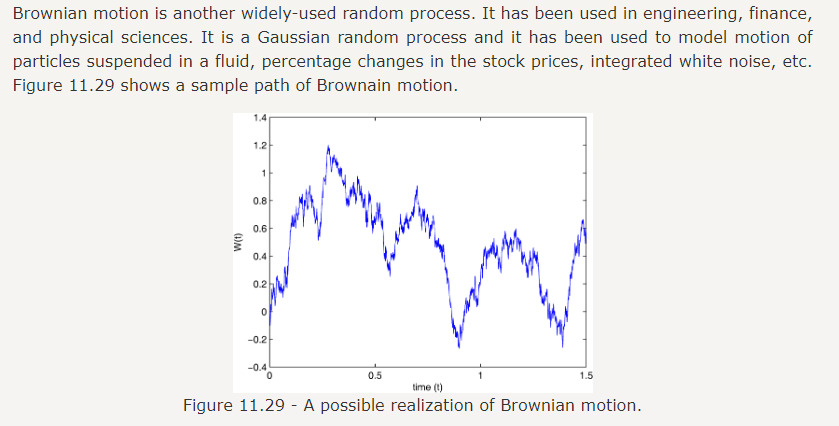 Brownian motion is another widely-used random process. It has been used in engineering, finance,
and physical sciences. It is a Gaussian random process and it has been used to model motion of
particles suspended in a fluid, percentage changes in the stock prices, integrated white noise, etc.
Figure 11.29 shows a sample path of Brownain motion.
1.4
1.2
1
0.8
0.6
0.4
0.2
0
−0.2
−0.4
W(t)
0 0.5 1 1.5
time (t)
Figure 11.29 - A possible realization of Brownian motion.